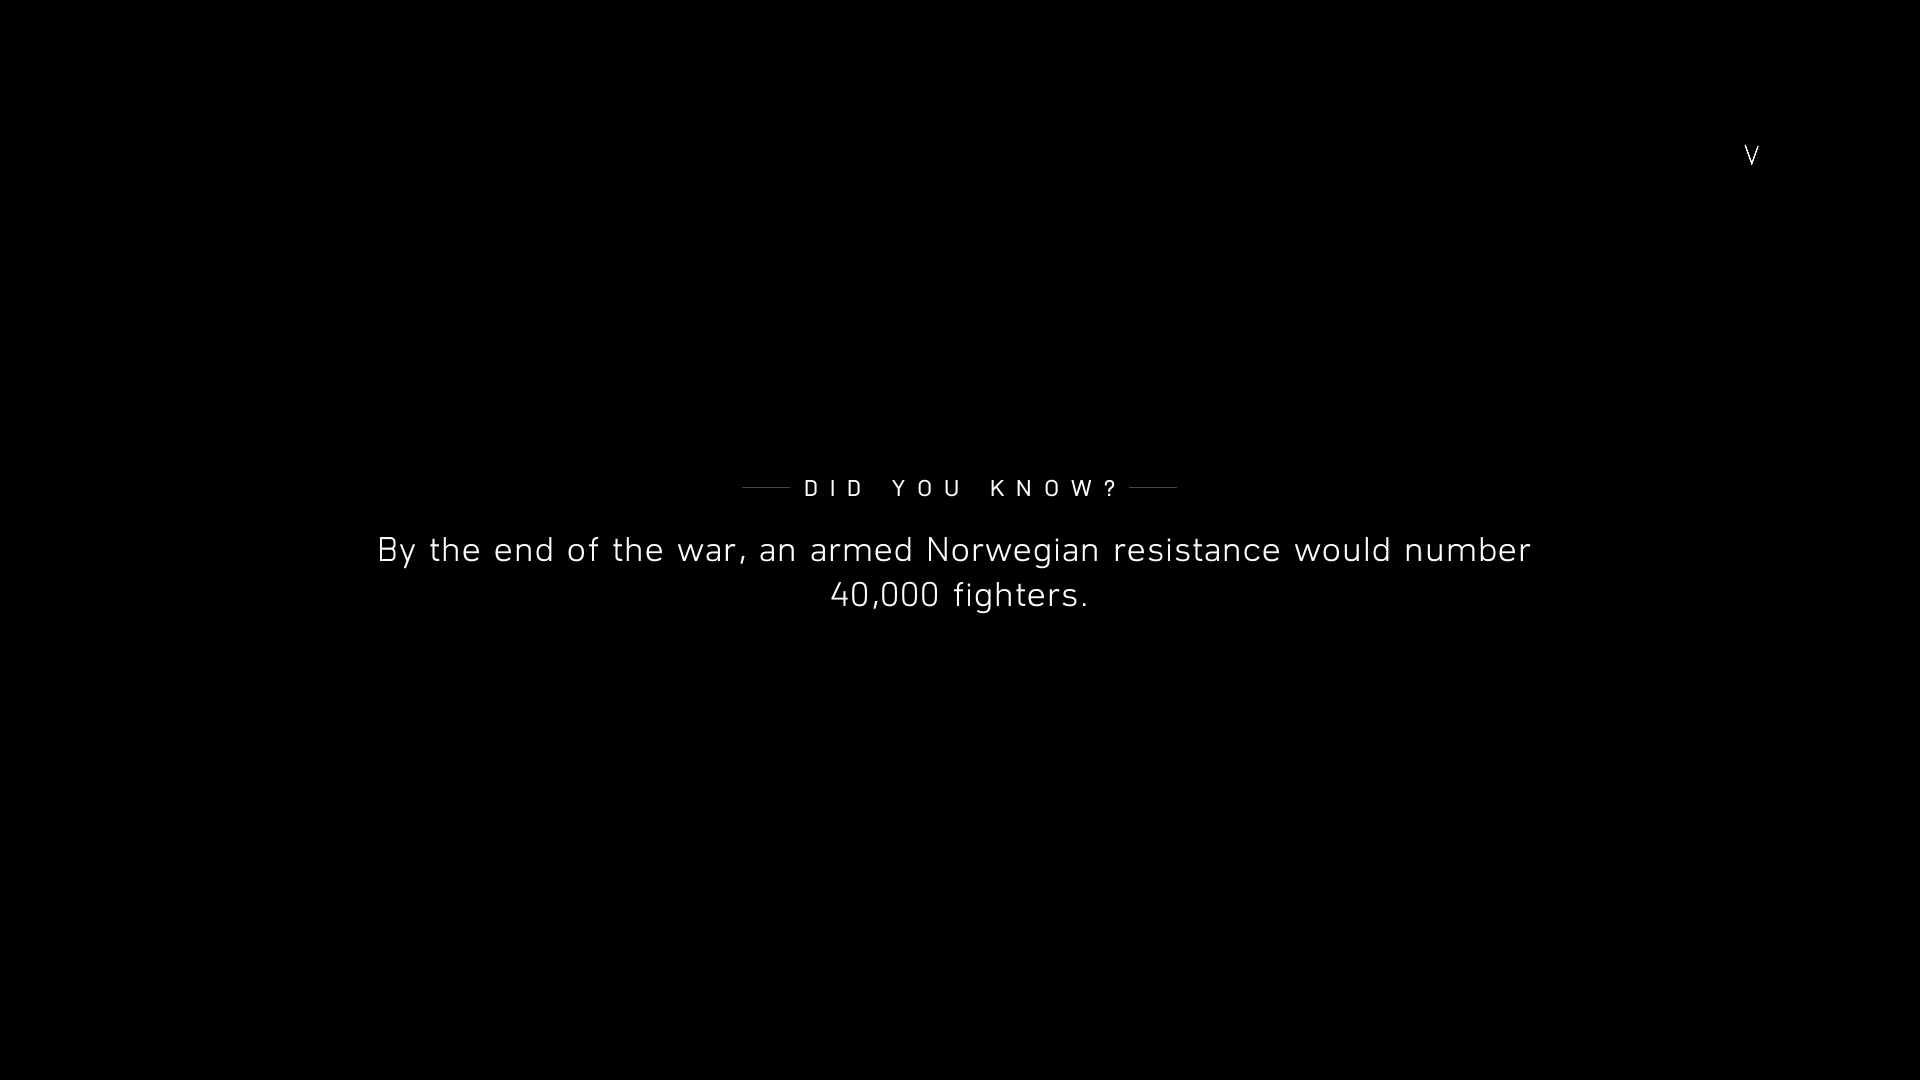 V
DID YOU KNOW?
By the end of the war, an armed Norwegian resistance would number
40,000 fighters.